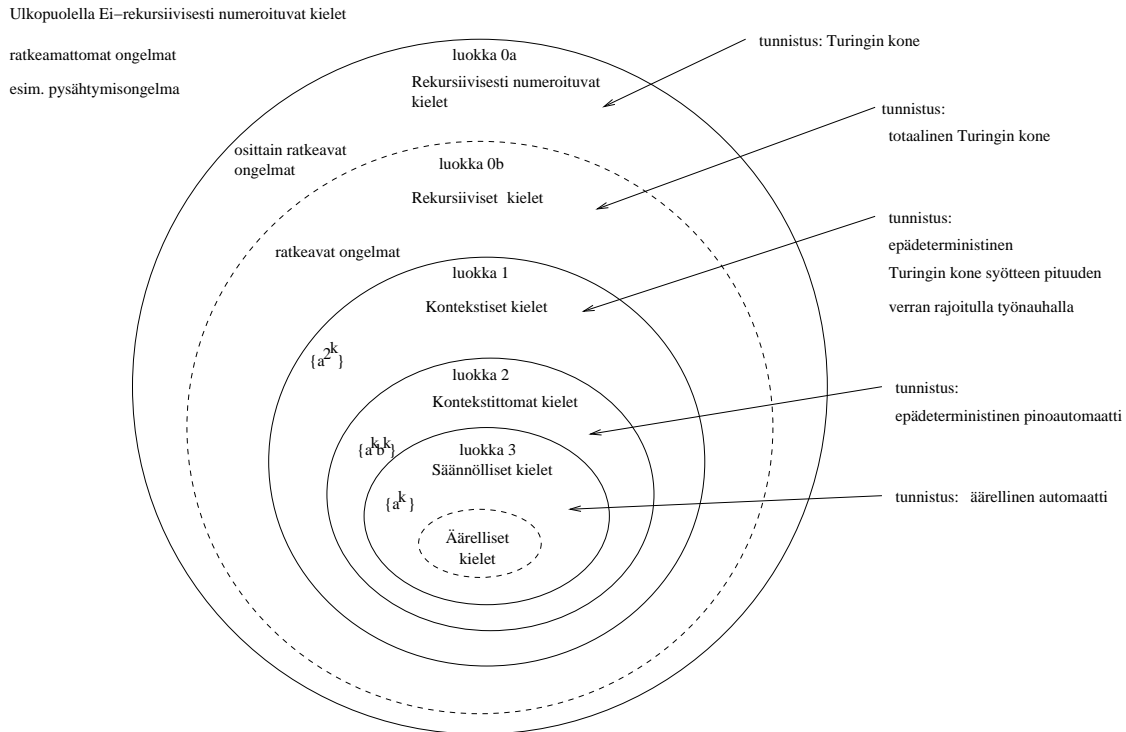 Ulkopuolella Ei−rekursiivisesti numeroituvat kielet
ratkeamattomat ongelmat
esim. pysähtymisongelma
luokka 0a
Rekursiivisesti numeroituvat
kielet
tunnistus: Turingin kone
osittain ratkeavat
ongelmat
luokka 0b
Rekursiiviset kielet
tunnistus:
totaalinen Turingin kone
ratkeavat ongelmat
luokka 1
Kontekstiset kielet
tunnistus:
epädeterministinen
Turingin kone syötteen pituuden
verran rajoitulla työnauhalla
{a^2^k}
luokka 2
Kontekstittomat kielet
tunnistus:
epädeterministinen pinoautomaatti
{a^k b^k}
luokka 3
Säännölliset kielet
{a^k}
tunnistus: äärellinen automaatti
Äärelliset
kielet